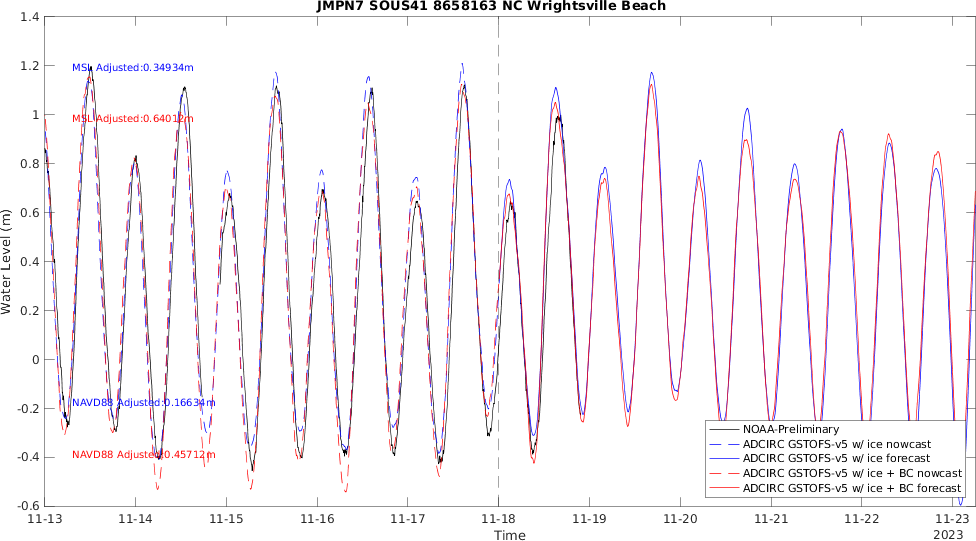 JMPN7 SOUS41 8658163 NC Wrightsville Beach
1.4
1.2
1
0.8
0.6
0.4
0.2
0
-0.2
-0.4
-0.6
Water Level (m)
MSL Adjusted:0.34934m
MSL Adjusted:0.64012m
NAVD88 Adjusted:0.16634m
NAVD88 Adjusted:0.45712m
NOAA-Preliminary
ADCIRC GSTOFS-v5 w/ ice nowcast
ADCIRC GSTOFS-v5 w/ ice forecast
ADCIRC GSTOFS-v5 w/ice + BC nowcast
ADCIRC GSTOFS-v5 w/ice + BC forecast
11-13 11-14 11-15 11-16 11-17 11-18 11-19 11-20 11-21 11-22 11-23
Time 2023